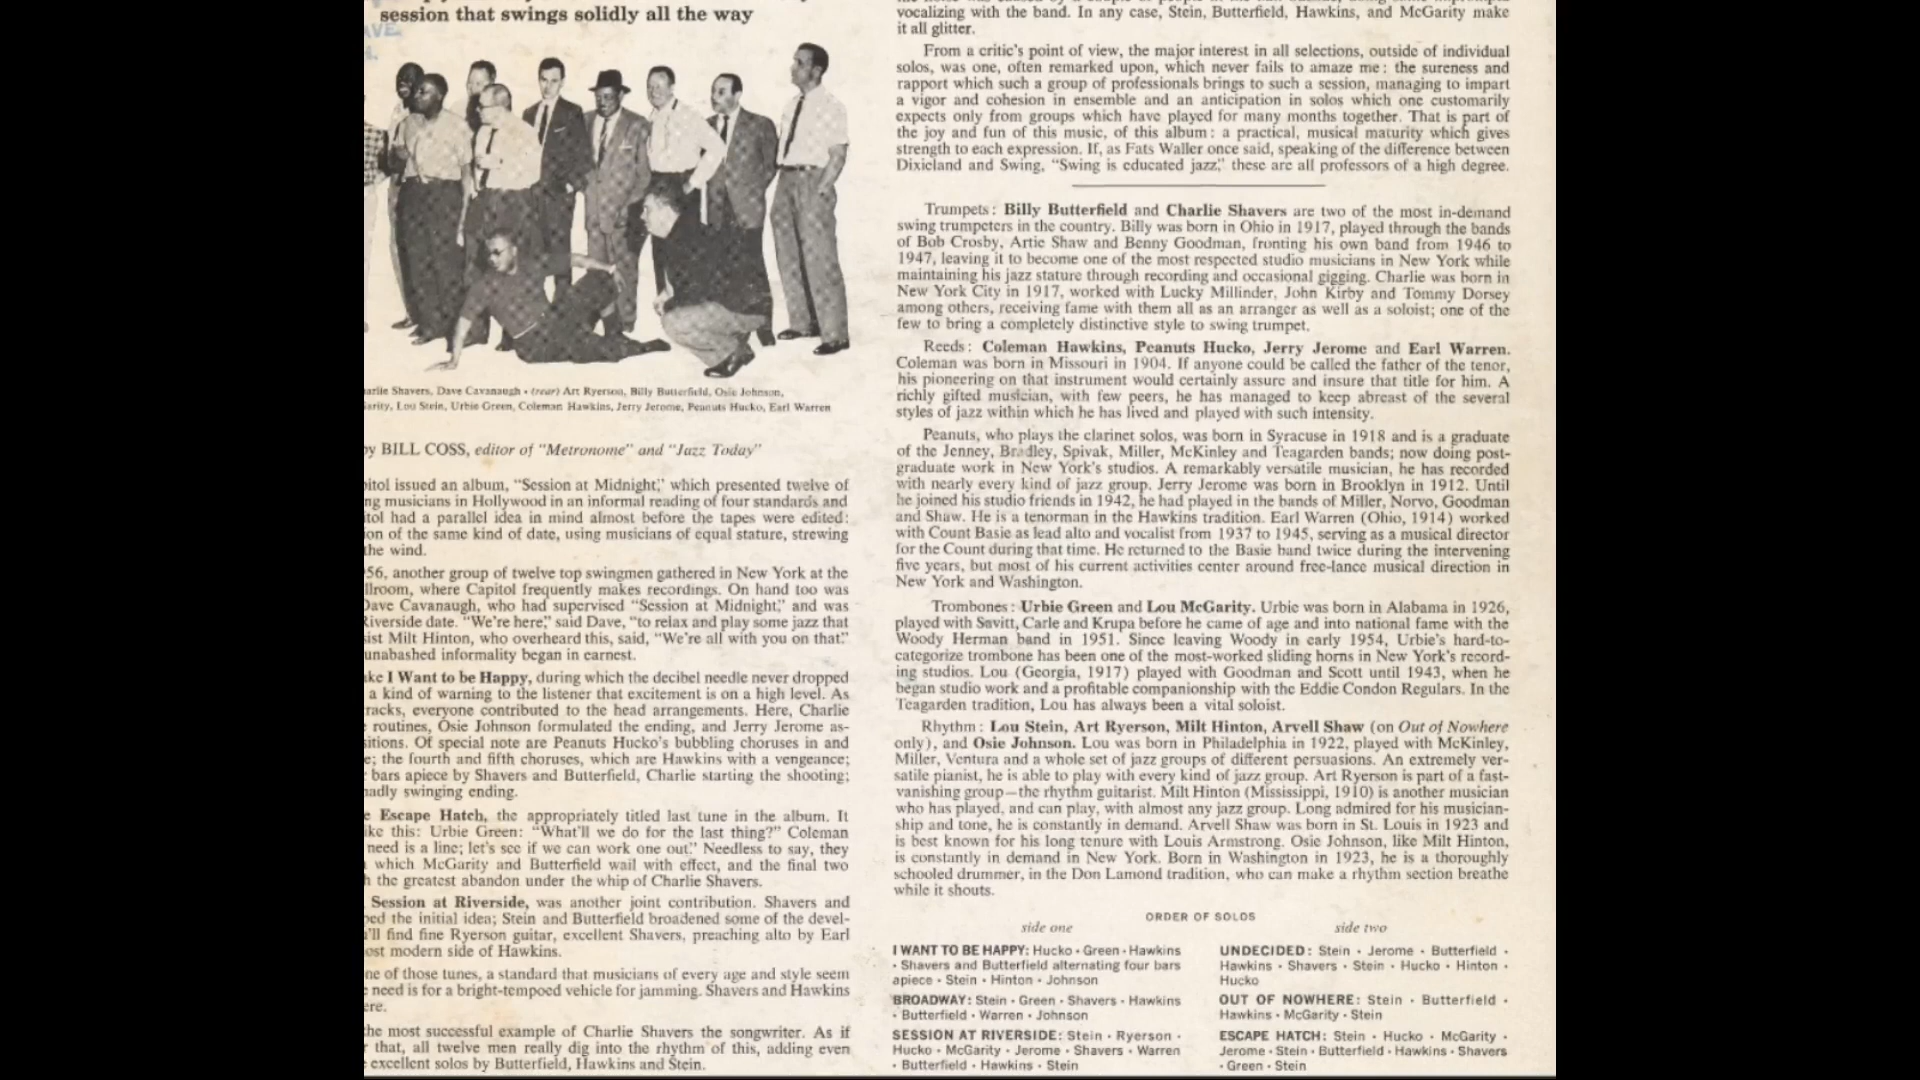 session that swings solidly all the way
AVE
arlie Shavers, Dave Cavanaugh • (rear) Art Ryerson, Billy Butterfield, Osie Johnson,
arity, Lou Stein, Urbie Green, Coleman Hawkins, Jerry Jerome, Peanuts Hucko, Earl Warren
by BILL COSS, editor of "Metronome" and "Jazz Today"
itol issued an album, "Session at Midnight," which presented twelve of
ng musicians in Hollywood in an informal reading of four standards and
tol had a parallel idea in mind almost before the tapes were edited:
on of the same kind of date, using musicians of equal stature, strewing
the wind.
56, another group of twelve top swingmen gathered in New York at the
llroom, where Capitol frequently makes recordings. On hand too was
Dave Cavanaugh, who had supervised "Session at Midnight," and was
Riverside date. "We're here," said Dave, "to relax and play some jazz that
ist Milt Hinton, who overheard this, said, "We're all with you on that."
unabashed informality began in earnest.
ke I Want to be Happy, during which the decibel needle never dropped
a kind of warning to the listener that excitement is on a high level. As
racks, everyone contributed to the head arrangements. Here, Charlie
routines, Osie Johnson formulated the ending, and Jerry Jerome as-
sitions. Of special note are Peanuts Hucko's bubbling choruses in and
e; the fourth and fifth choruses, which are Hawkins with a vengeance;
bars apiece by Shavers and Butterfield, Charlie starting the shooting;
adly swinging ending.
e Escape Hatch, the appropriately titled last tune in the album. It
ike this: Urbie Green: "What'll we do for the last thing?" Coleman
need is a line; let's see if we can work one out." Needless to say, they
which McGarity and Butterfield wail with effect, and the final two
h the greatest abandon under the whip of Charlie Shavers.
Session at Riverside, was another joint contribution. Shavers and
ed the initial idea; Stein and Butterfield broadened some of the devel-
'll find fine Ryerson guitar, excellent Shavers, preaching alto by Earl
ost modern side of Hawkins.
ne of those tunes, a standard that musicians of every age and style seem
need is for a bright-tempoed vehicle for jamming. Shavers and Hawkins
ere.
the most successful example of Charlie Shavers the songwriter. As if
that, all twelve men really dig into the rhythm of this, adding even
excellent solos by Butterfield, Hawkins and Stein.
vocalizing with the band. In any case, Stein, Butterfield, Hawkins, and McGarity make
it all glitter.
From a critic's point of view, the major interest in all selections, outside of individual
solos, was one, often remarked upon, which never fails to amaze me: the sureness and
rapport which such a group of professionals brings to such a session, managing to impart
a vigor and cohesion in ensemble and an anticipation in solos which one customarily
expects only from groups which have played for many months together. That is part of
the joy and fun of this music, of this album: a practical, musical maturity which gives
strength to each expression. If, as Fats Waller once said, speaking of the difference between
Dixieland and Swing, "Swing is educated jazz," these are all professors of a high degree.
Trumpets: Billy Butterfield and Charlie Shavers are two of the most in-demand
swing trumpeters in the country. Billy was born in Ohio in 1917, played through the bands
of Bob Crosby, Artie Shaw and Benny Goodman, fronting his own band from 1946 to
1947, leaving it to become one of the most respected studio musicians in New York while
maintaining his jazz stature through recording and occasional gigging. Charlie was born in
New York City in 1917, worked with Lucky Millinder, John Kirby and Tommy Dorsey
among others, receiving fame with them all as an arranger as well as a soloist; one of the
few to bring a completely distinctive style to swing trumpet.
Reeds: Coleman Hawkins, Peanuts Hucko, Jerry Jerome and Earl Warren.
Coleman was born in Missouri in 1904. If anyone could be called the father of the tenor,
his pioneering on that instrument would certainly assure and insure that title for him. A
richly gifted musician, with few peers, he has managed to keep abreast of the several
styles of jazz within which he has lived and played with such intensity.
Peanuts, who plays the clarinet solos, was born in Syracuse in 1918 and is a graduate
of the Jenney, Bradley, Spivak, Miller, McKinley and Teagarden bands; now doing post-
graduate work in New York's studios. A remarkably versatile musician, he has recorded
with nearly every kind of jazz group. Jerry Jerome was born in Brooklyn in 1912. Until
he joined his studio friends in 1942, he had played in the bands of Miller, Norvo, Goodman
and Shaw. He is a tenorman in the Hawkins tradition. Earl Warren (Ohio, 1914) worked
with Count Basie as lead alto and vocalist from 1937 to 1945, serving as a musical director
for the Count during that time. He returned to the Basie band twice during the intervening
five years, but most of his current activities center around free-lance musical direction in
New York and Washington.
Trombones: Urbie Green and Lou McGarity. Urbie was born in Alabama in 1926,
played with Savitt, Carle and Krupa before he came of age and into national fame with the
Woody Herman band in 1951. Since leaving Woody in early 1954, Urbie's hard-to-
categorize trombone has been one of the most-worked sliding horns in New York's record-
ing studios. Lou (Georgia, 1917) played with Goodman and Scott until 1943, when he
began studio work and a profitable companionship with the Eddie Condon Regulars. In the
Teagarden tradition, Lou has always been a vital soloist.
Rhythm: Lou Stein, Art Ryerson, Milt Hinton, Arvell Shaw (on Out of Nowhere
only), and Osie Johnson. Lou was born in Philadelphia in 1922, played with McKinley,
Miller, Ventura and a whole set of jazz groups of different persuasions. An extremely ver-
satile pianist, he is able to play with every kind of jazz group. Art Ryerson is part of a fast-
vanishing group—the rhythm guitarist. Milt Hinton (Mississippi, 1910) is another musician
who has played, and can play, with almost any jazz group. Long admired for his musician-
ship and tone, he is constantly in demand. Arvell Shaw was born in St. Louis in 1923 and
is best known for his long tenure with Louis Armstrong. Osie Johnson, like Milt Hinton,
is constantly in demand in New York. Born in Washington in 1923, he is a thoroughly
schooled drummer, in the Don Lamond tradition, who can make a rhythm section breathe
while it shouts.
ORDER OF SOLOS
side one
I WANT TO BE HAPPY: Hucko • Green • Hawkins
• Shavers and Butterfield alternating four bars
apiece • Stein • Hinton • Johnson
BROADWAY: Stein • Green • Shavers • Hawkins
• Butterfield • Warren • Johnson
SESSION AT RIVERSIDE: Stein • Ryerson •
Hucko • McGarity • Jerome • Shavers • Warren
• Butterfield • Hawkins • Stein
side two
UNDECIDED: Stein • Jerome • Butterfield •
Hawkins • Shavers • Stein • Hucko • Hinton •
Hucko
OUT OF NOWHERE: Stein • Butterfield •
Hawkins • McGarity • Stein
ESCAPE HATCH: Stein • Hucko • McGarity •
Jerome • Stein • Butterfield • Hawkins • Shavers
• Green • Stein